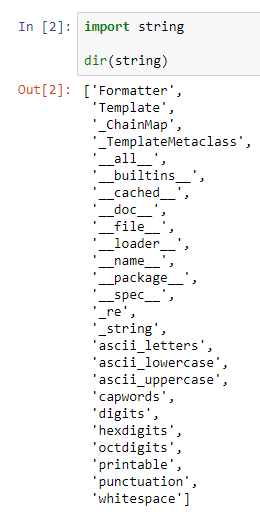 In [2]: import string
dir(string)
Out[2]: ['Formatter',
'Template',
'_ChainMap',
'_TemplateMetaclass',
'__all__',
'__builtins__',
'__cached__',
'__doc__',
'__file__',
'__loader__',
'__name__',
'__package__',
'__spec__',
'_re',
'_string',
'ascii_letters',
'ascii_lowercase',
'ascii_uppercase',
'capwords',
'digits',
'hexdigits',
'octdigits',
'printable',
'punctuation',
'whitespace']